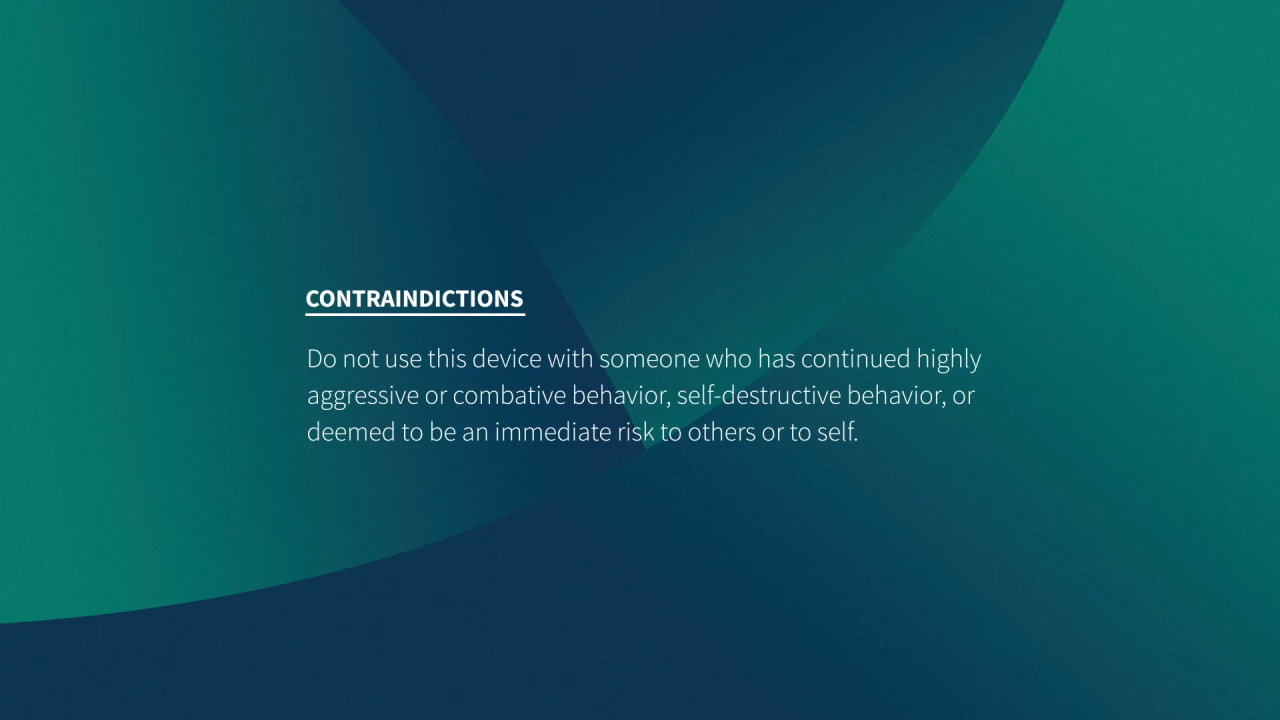 CONTRAINDICTIONS
Do not use this device with someone who has continued highly
aggressive or combative behavior, self-destructive behavior, or
deemed to be an immediate risk to others or to self.